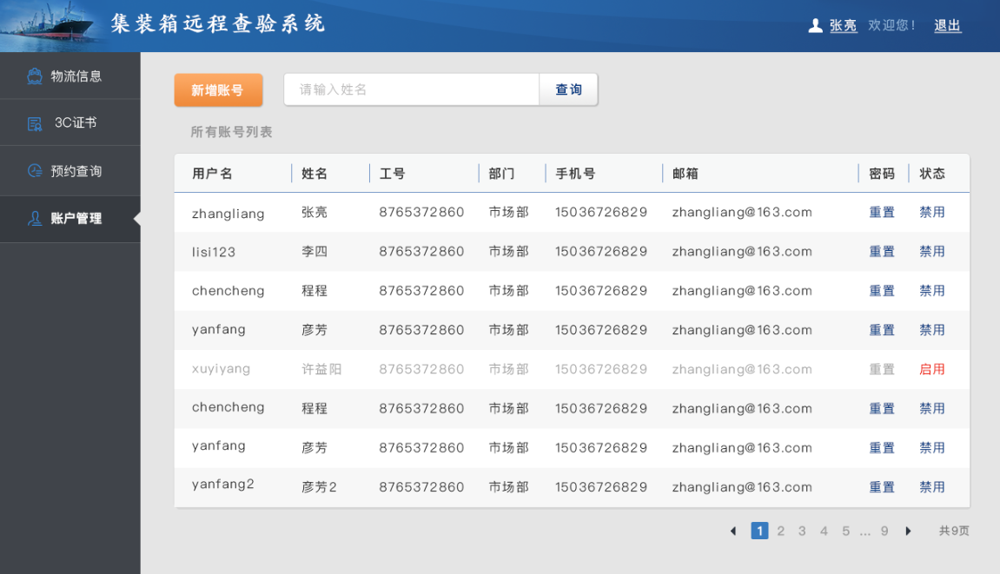 集装箱远程查验系统
张亮 欢迎您! 退出
物流信息
3C证书
预约查询
账户管理
新增账号 请输入姓名 查询
所有账号列表
用户名 姓名 工号 部门 手机号 邮箱 密码 状态
zhangliang 张亮 8765372860 市场部 15036726829 zhangliang@163.com 重置 禁用
lisi123 李四 8765372860 市场部 15036726829 zhangliang@163.com 重置 禁用
chencheng 程程 8765372860 市场部 15036726829 zhangliang@163.com 重置 禁用
yanfang 彦芳 8765372860 市场部 15036726829 zhangliang@163.com 重置 禁用
xuyiyang 许益阳 8765372860 市场部 15036726829 zhangliang@163.com 重置 启用
chencheng 程程 8765372860 市场部 15036726829 zhangliang@163.com 重置 禁用
yanfang 彦芳 8765372860 市场部 15036726829 zhangliang@163.com 重置 禁用
yanfang2 彦芳2 8765372860 市场部 15036726829 zhangliang@163.com 重置 禁用
1 2 3 4 5 ... 9 共9页